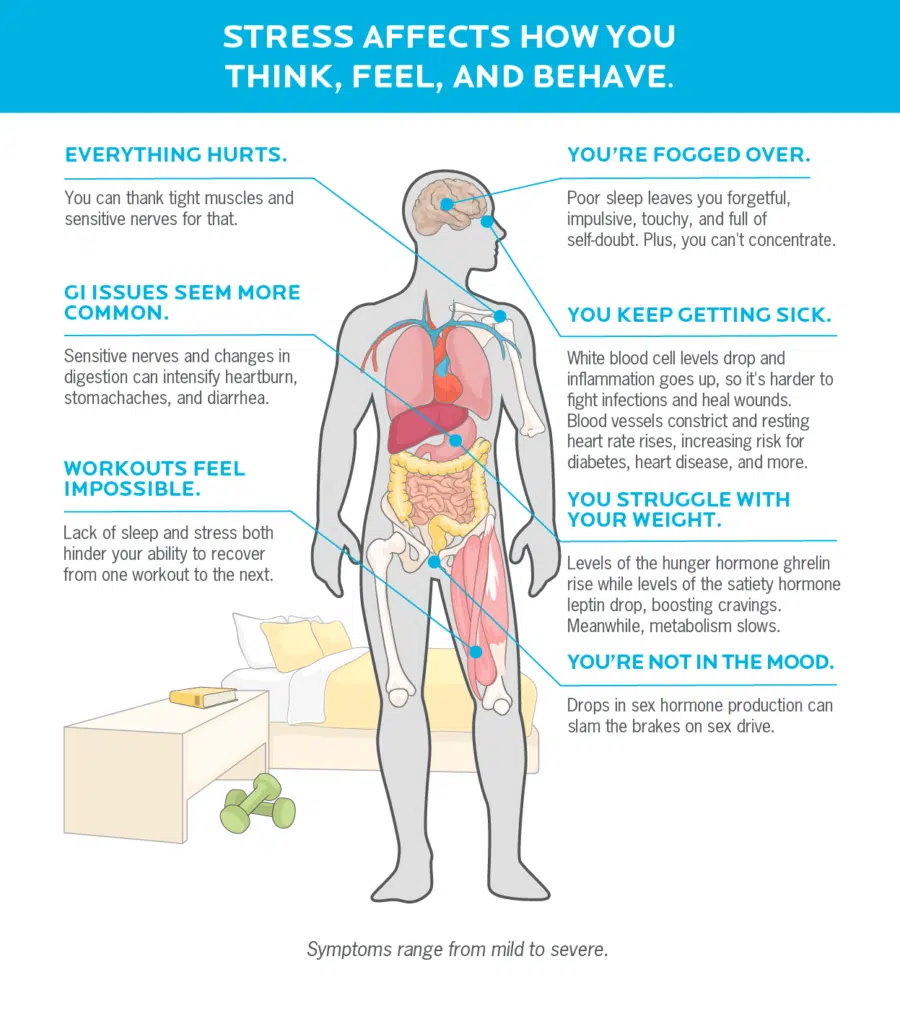 STRESS AFFECTS HOW YOU
THINK, FEEL, AND BEHAVE.
EVERYTHING HURTS.
You can thank tight muscles and
sensitive nerves for that.
GI ISSUES SEEM MORE
COMMON.
Sensitive nerves and changes in
digestion can intensify heartburn,
stomachaches, and diarrhea.
WORKOUTS FEEL
IMPOSSIBLE.
Lack of sleep and stress both
hinder your ability to recover
from one workout to the next.
YOU’RE FOGGED OVER.
Poor sleep leaves you forgetful,
impulsive, touchy, and full of
self-doubt. Plus, you can't concentrate.
YOU KEEP GETTING SICK.
White blood cell levels drop and
inflammation goes up, so it's harder to
fight infections and heal wounds.
Blood vessels constrict and resting
heart rate rises, increasing risk for
diabetes, heart disease, and more.
YOU STRUGGLE WITH
YOUR WEIGHT.
Levels of the hunger hormone ghrelin
rise while levels of the satiety hormone
leptin drop, boosting cravings.
Meanwhile, metabolism slows.
YOU’RE NOT IN THE MOOD.
Drops in sex hormone production can
slam the brakes on sex drive.
Symptoms range from mild to severe.